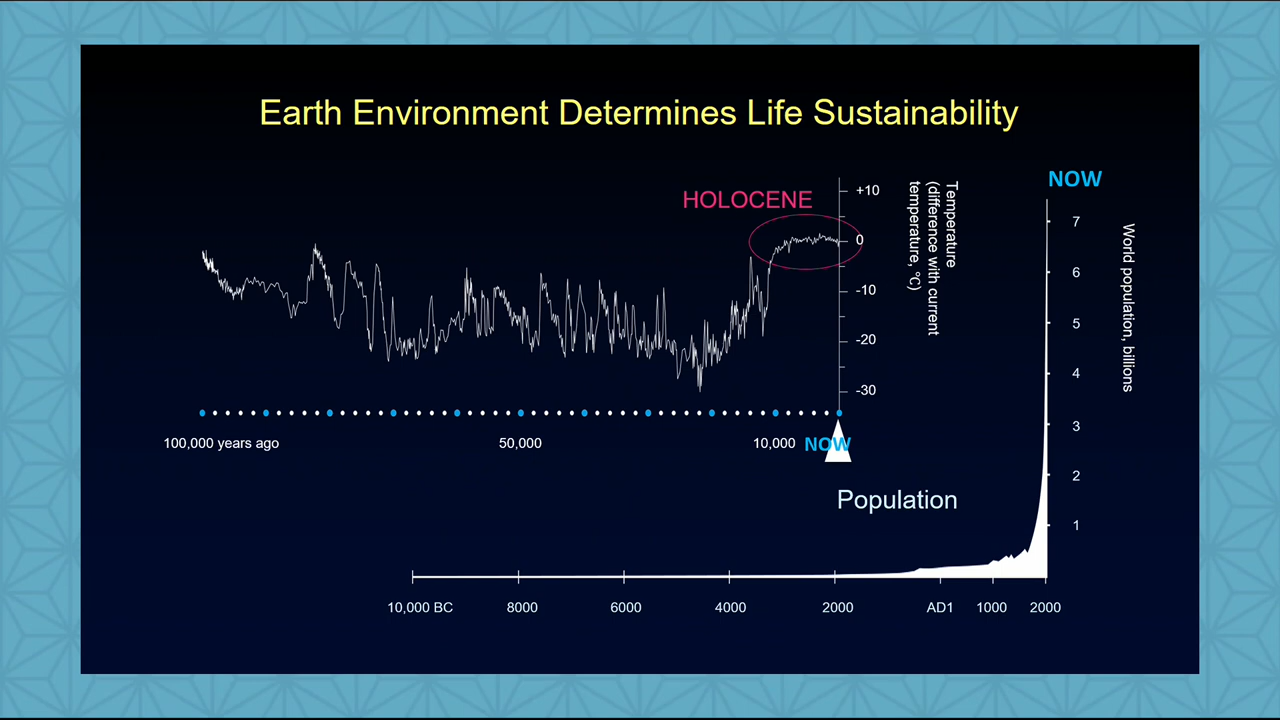 Earth Environment Determines Life Sustainability
HOLOCENE
+10
0
-10
-20
-30
Temperature
(difference with current
temperature, °C)
100,000 years ago
50,000
10,000
NOW
NOW
7
6
5
4
3
2
1
World population, billions
Population
10,000 BC
8000
6000
4000
2000
AD1
1000
2000